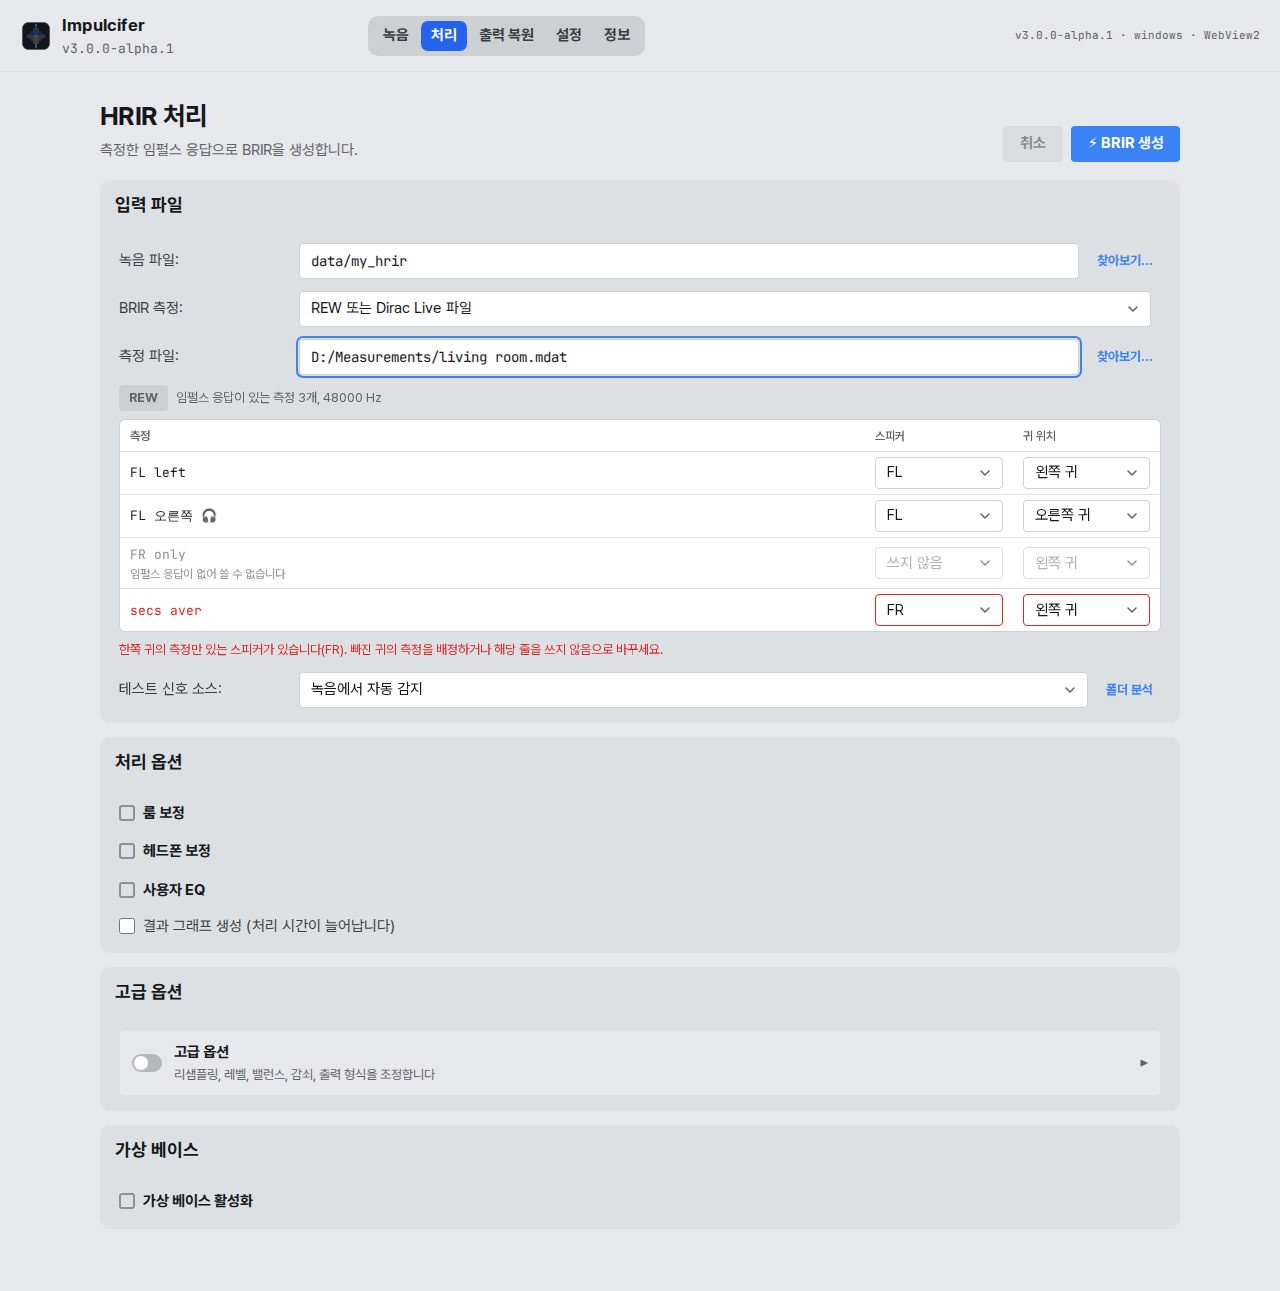 Impulcifer
v3.0.0-alpha.1
녹음 처리 출력 복원 설정 정보
v3.0.0-alpha.1 · windows · WebView2
HRIR 처리
측정한 임펄스 응답으로 BRIR을 생성합니다.
취소
⚡ BRIR 생성
입력 파일
녹음 파일: data/my_hrir 찾아보기...
BRIR 측정: REW 또는 Dirac Live 파일
측정 파일: D:/Measurements/living room.mdat 찾아보기...
REW 임펄스 응답이 있는 측정 3개, 48000 Hz
측정 스피커 귀 위치
FL left FL 왼쪽 귀
FL 오른쪽 🎧 FL 오른쪽 귀
FR only 쓰지 않음 왼쪽 귀
임펄스 응답이 없어 쓸 수 없습니다
secs aver FR 왼쪽 귀
한쪽 귀의 측정만 있는 스피커가 있습니다(FR). 빠진 귀의 측정을 배정하거나 해당 줄을 쓰지 않음으로 바꾸세요.
테스트 신호 소스: 녹음에서 자동 감지 폴더 분석
처리 옵션
룸 보정
헤드폰 보정
사용자 EQ
결과 그래프 생성 (처리 시간이 늘어납니다)
고급 옵션
고급 옵션
리샘플링, 레벨, 밸런스, 감쇠, 출력 형식을 조정합니다
가상 베이스
가상 베이스 활성화